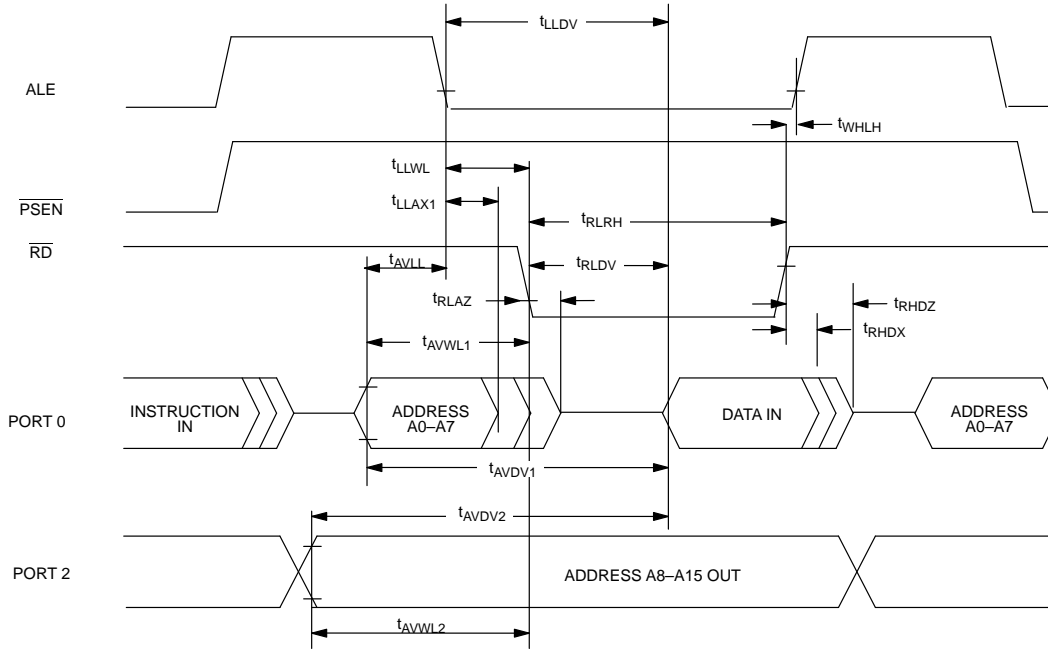 tLLDV
ALE
tWHLH
tLLWL
PSEN
tLLAX1
tRLRH
RD
tAVLL
tRLDV
tRLAZ
tRHDZ
tRHDX
tAVWL1
PORT 0
INSTRUCTION
IN
ADDRESS
A0–A7
DATA IN
ADDRESS
A0–A7
tAVDV1
tAVDV2
PORT 2
ADDRESS A8–A15 OUT
tAVWL2